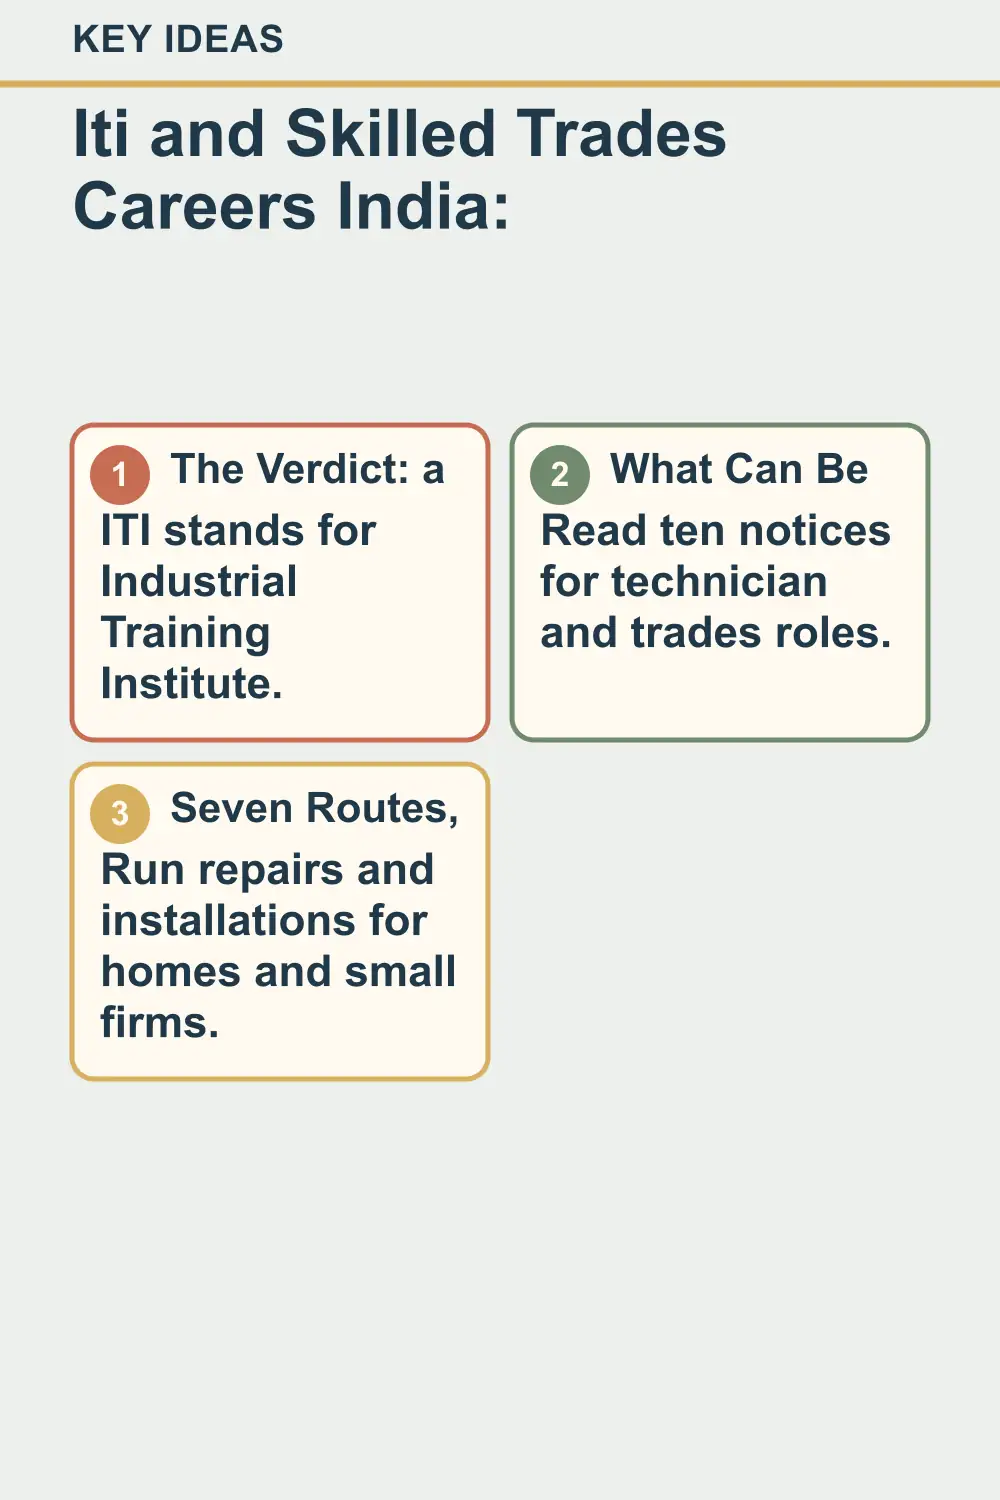 KEY IDEAS
Iti and Skilled Trades
Careers India:
1 The Verdict: a
ITI stands for
Industrial
Training
Institute.
2 What Can Be
Read ten notices
for technician
and trades roles.
3 Seven Routes,
Run repairs and
installations for
homes and small
firms.